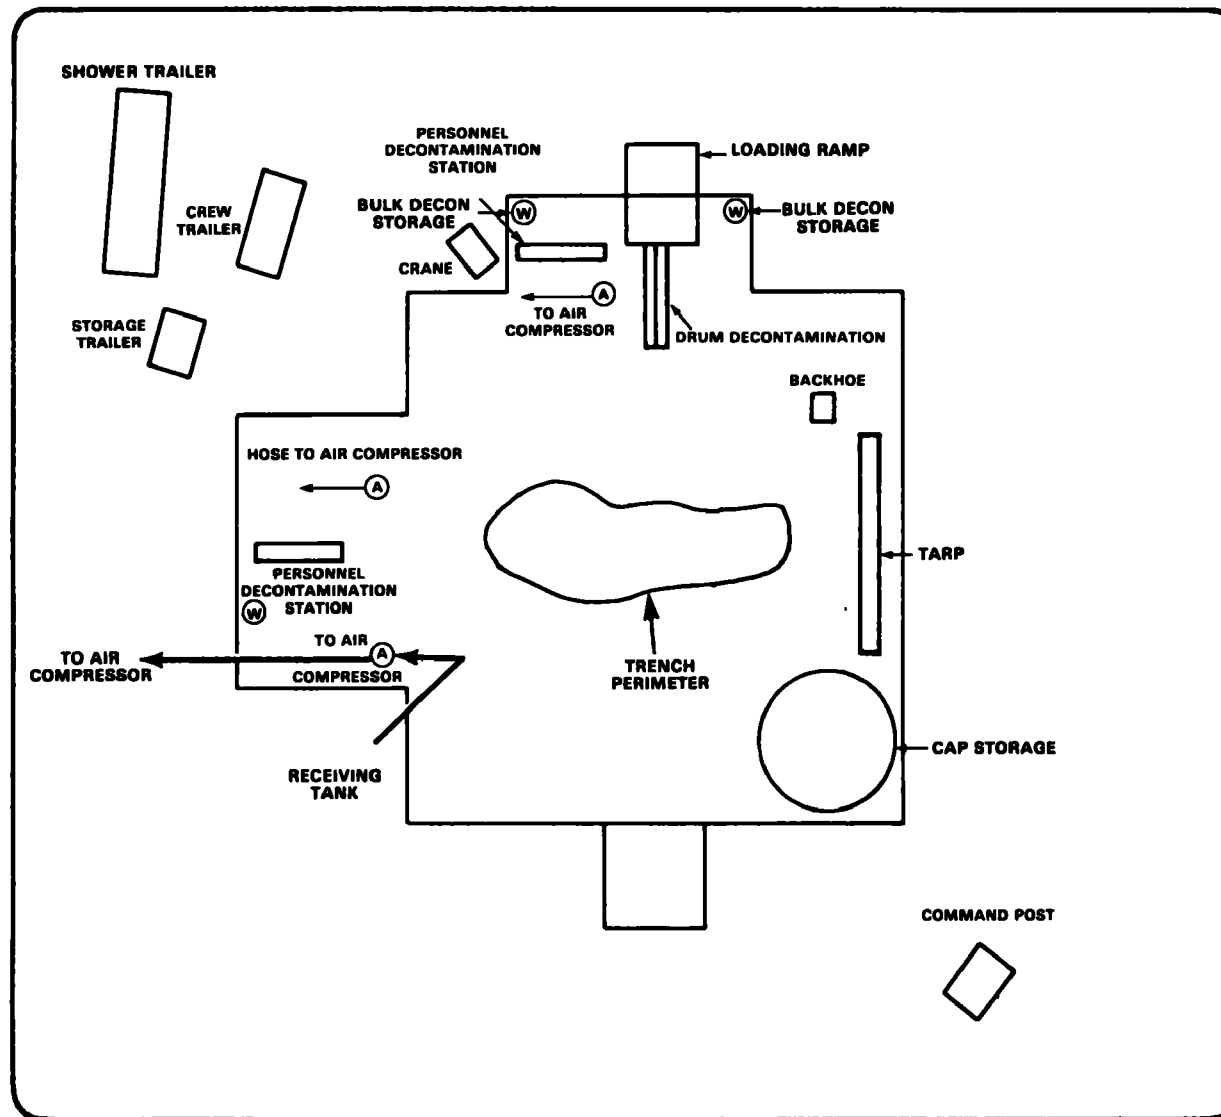 SHOWER TRAILER
PERSONNEL
DECONTAMINATION
STATION
LOADING RAMP
CREW
TRAILER
BULK DECON
STORAGE
W
W
BULK DECON
STORAGE
CRANE
A
TO AIR
COMPRESSOR
STORAGE
TRAILER
DRUM DECONTAMINATION
BACKHOE
HOSE TO AIR COMPRESSOR
A
TARP
PERSONNEL
DECONTAMINATION
STATION
W
TO AIR
COMPRESSOR
TO AIR
A
COMPRESSOR
TRENCH
PERIMETER
RECEIVING
TANK
CAP STORAGE
COMMAND POST